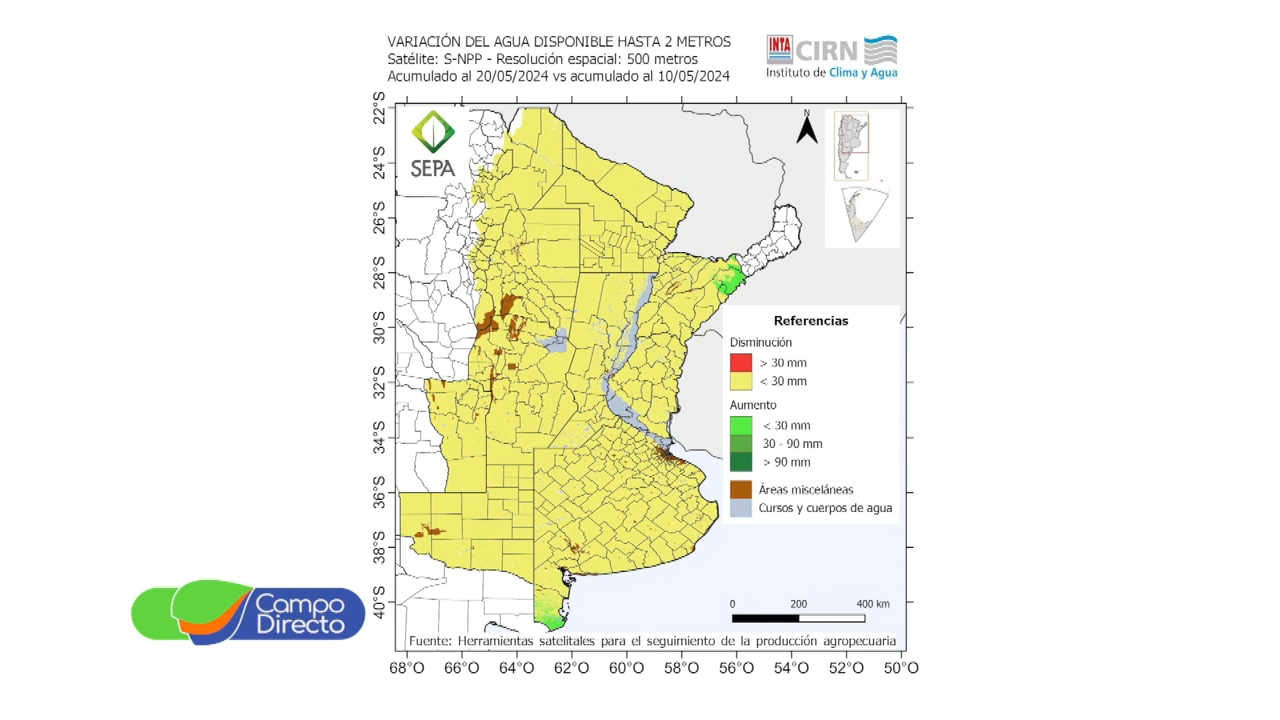 VARIACIÓN DEL AGUA DISPONIBLE HASTA 2 METROS
Satélite: S-NPP - Resolución espacial: 500 metros
Acumulado al 20/05/2024 vs acumulado al 10/05/2024
INTA CIRN
Instituto de Clima y Agua
SEPA
N
22°S
24°S
26°S
28°S
30°S
32°S
34°S
36°S
38°S
40°S
Referencias
Disminución
> 30 mm
< 30 mm
Aumento
< 30 mm
30 - 90 mm
> 90 mm
Áreas misceláneas
Cursos y cuerpos de agua
0 200 400 km
Campo
Directo
Fuente: Herramientas satelitales para el seguimiento de la producción agropecuaria
68°O 66°O 64°O 62°O 60°O 58°O 56°O 54°O 52°O 50°O